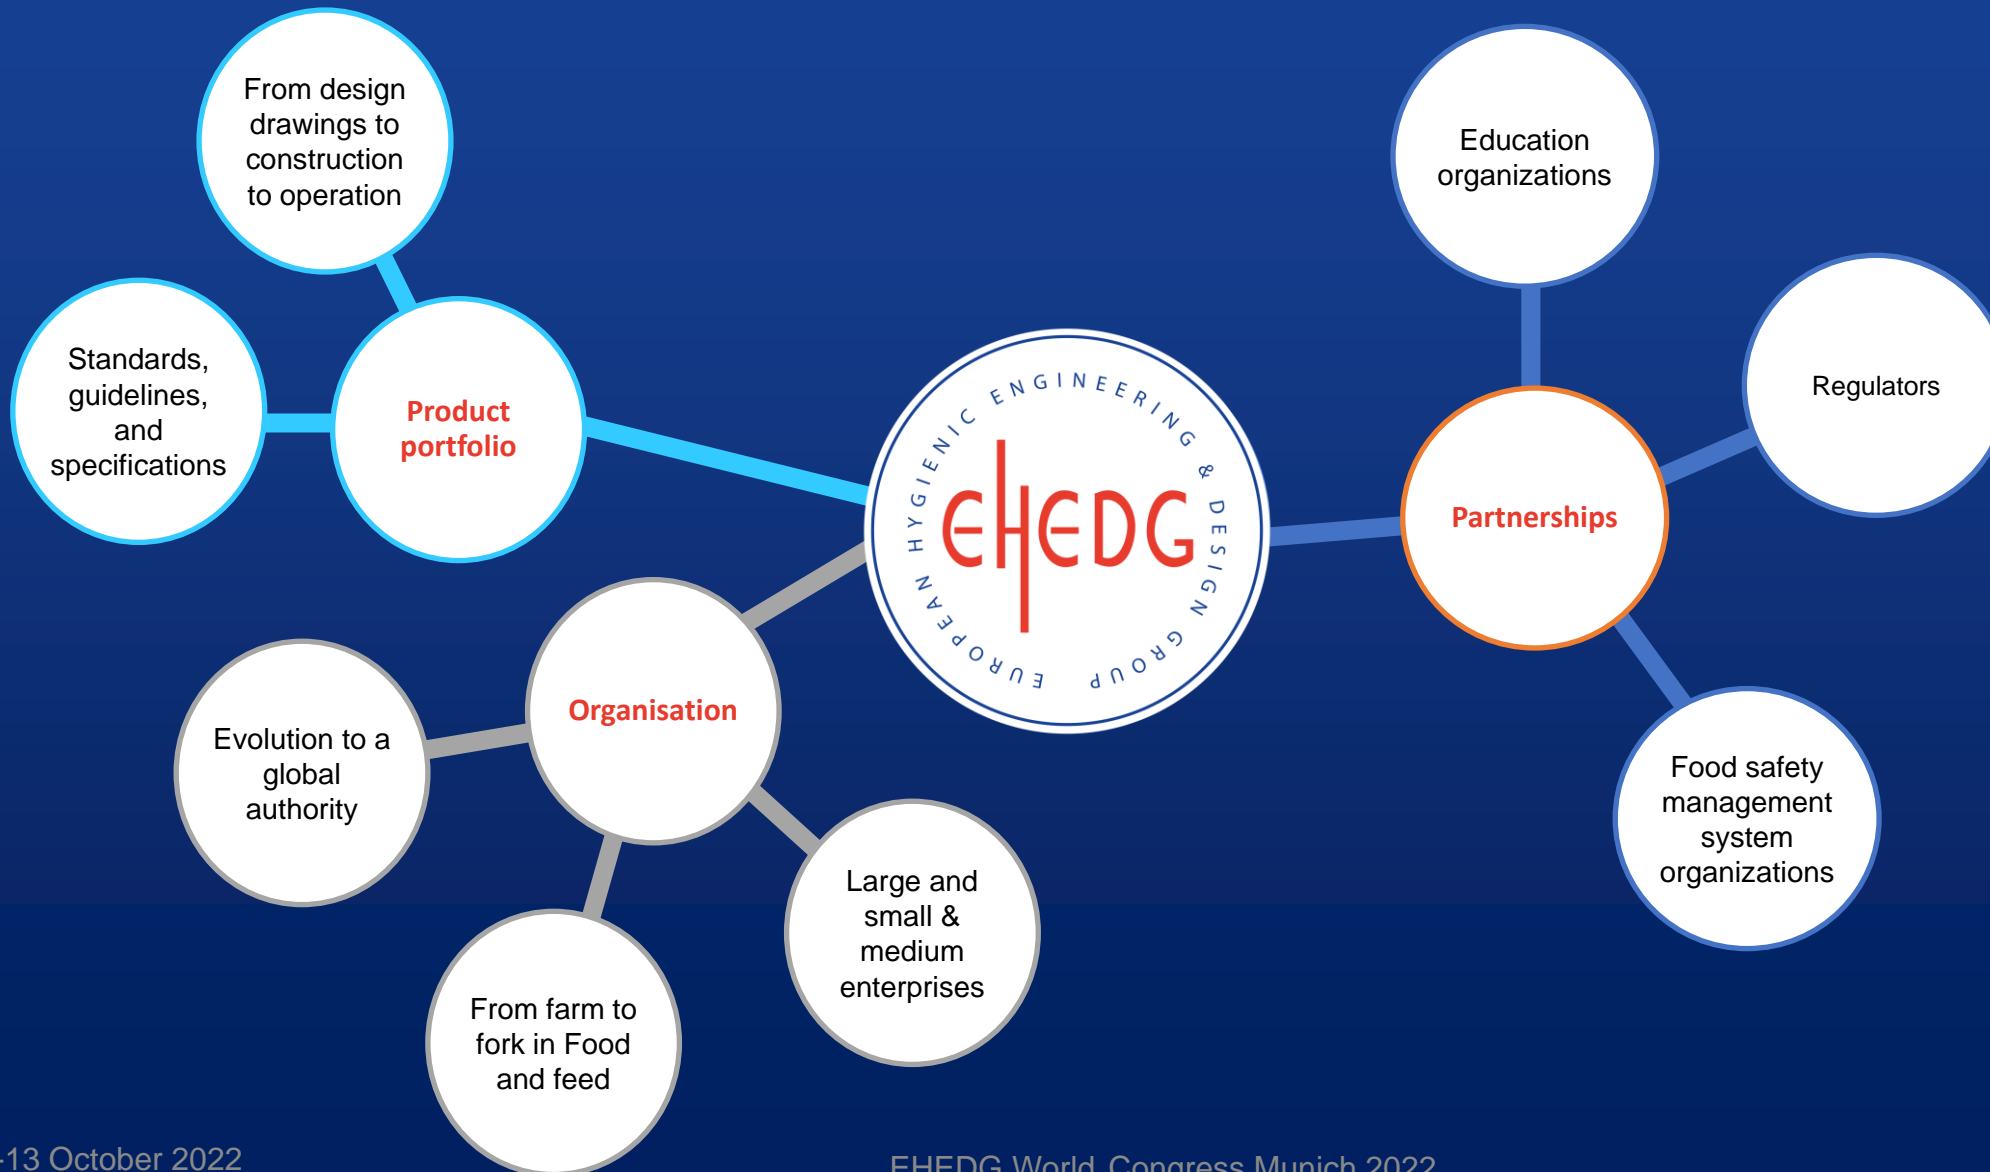 From design
drawings to
construction
to operation
Standards,
guidelines,
and
specifications
Product
portfolio
EUROPEAN HYGIENIC ENGINEERING & DESIGN GROUP
EHEDG
Education
organizations
Regulators
Partnerships
Food safety
management
system
organizations
Organisation
Evolution to a
global
authority
Large and
small &
medium
enterprises
From farm to
fork in Food
and feed
-13 October 2022
EHEDG World Congress Munich 2022